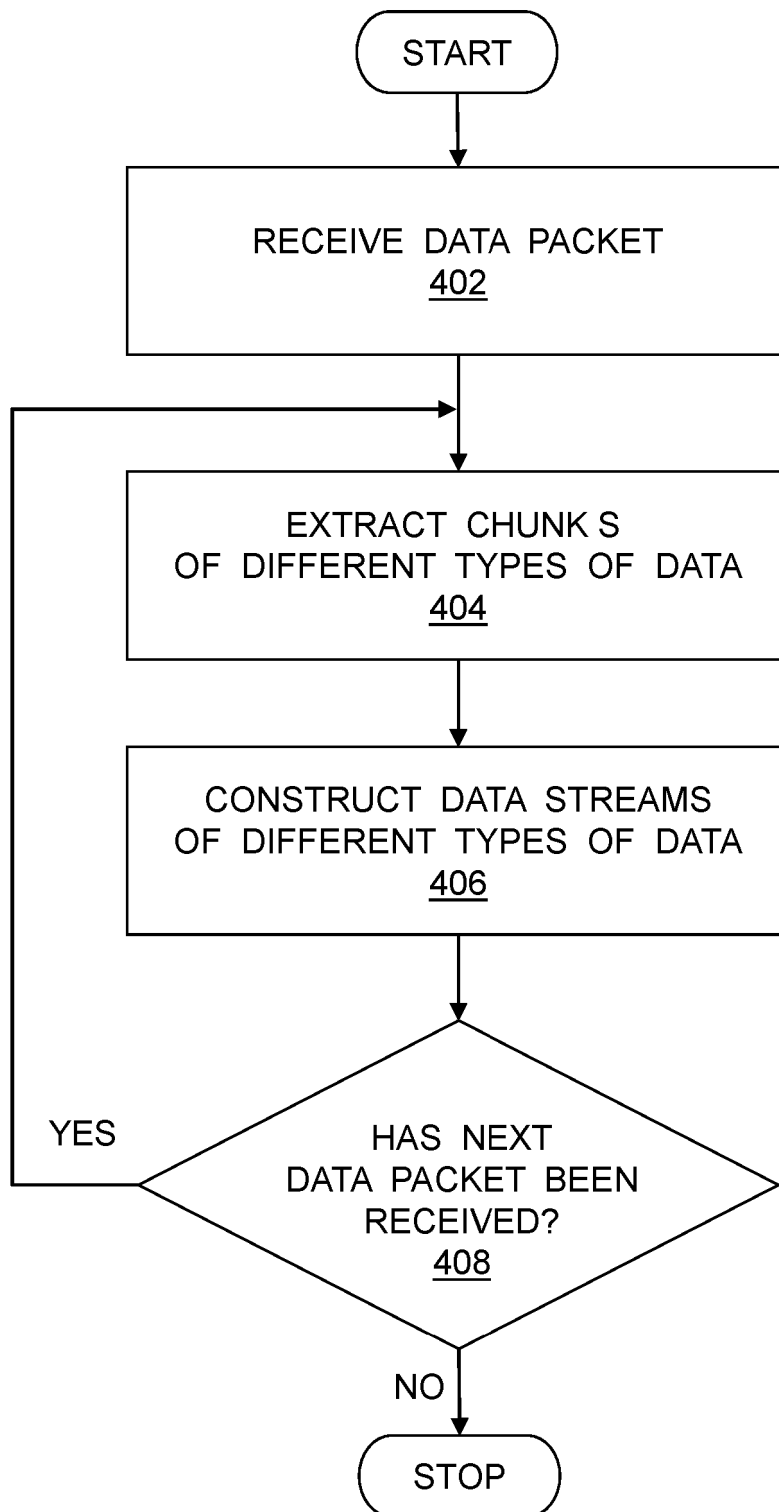 START
RECEIVE DATA PACKET
402
EXTRACT CHUNK S
OF DIFFERENT TYPES OF DATA
404
CONSTRUCT DATA STREAMS
OF DIFFERENT TYPES OF DATA
406
YES
HAS NEXT
DATA PACKET BEEN
RECEIVED?
408
NO
STOP